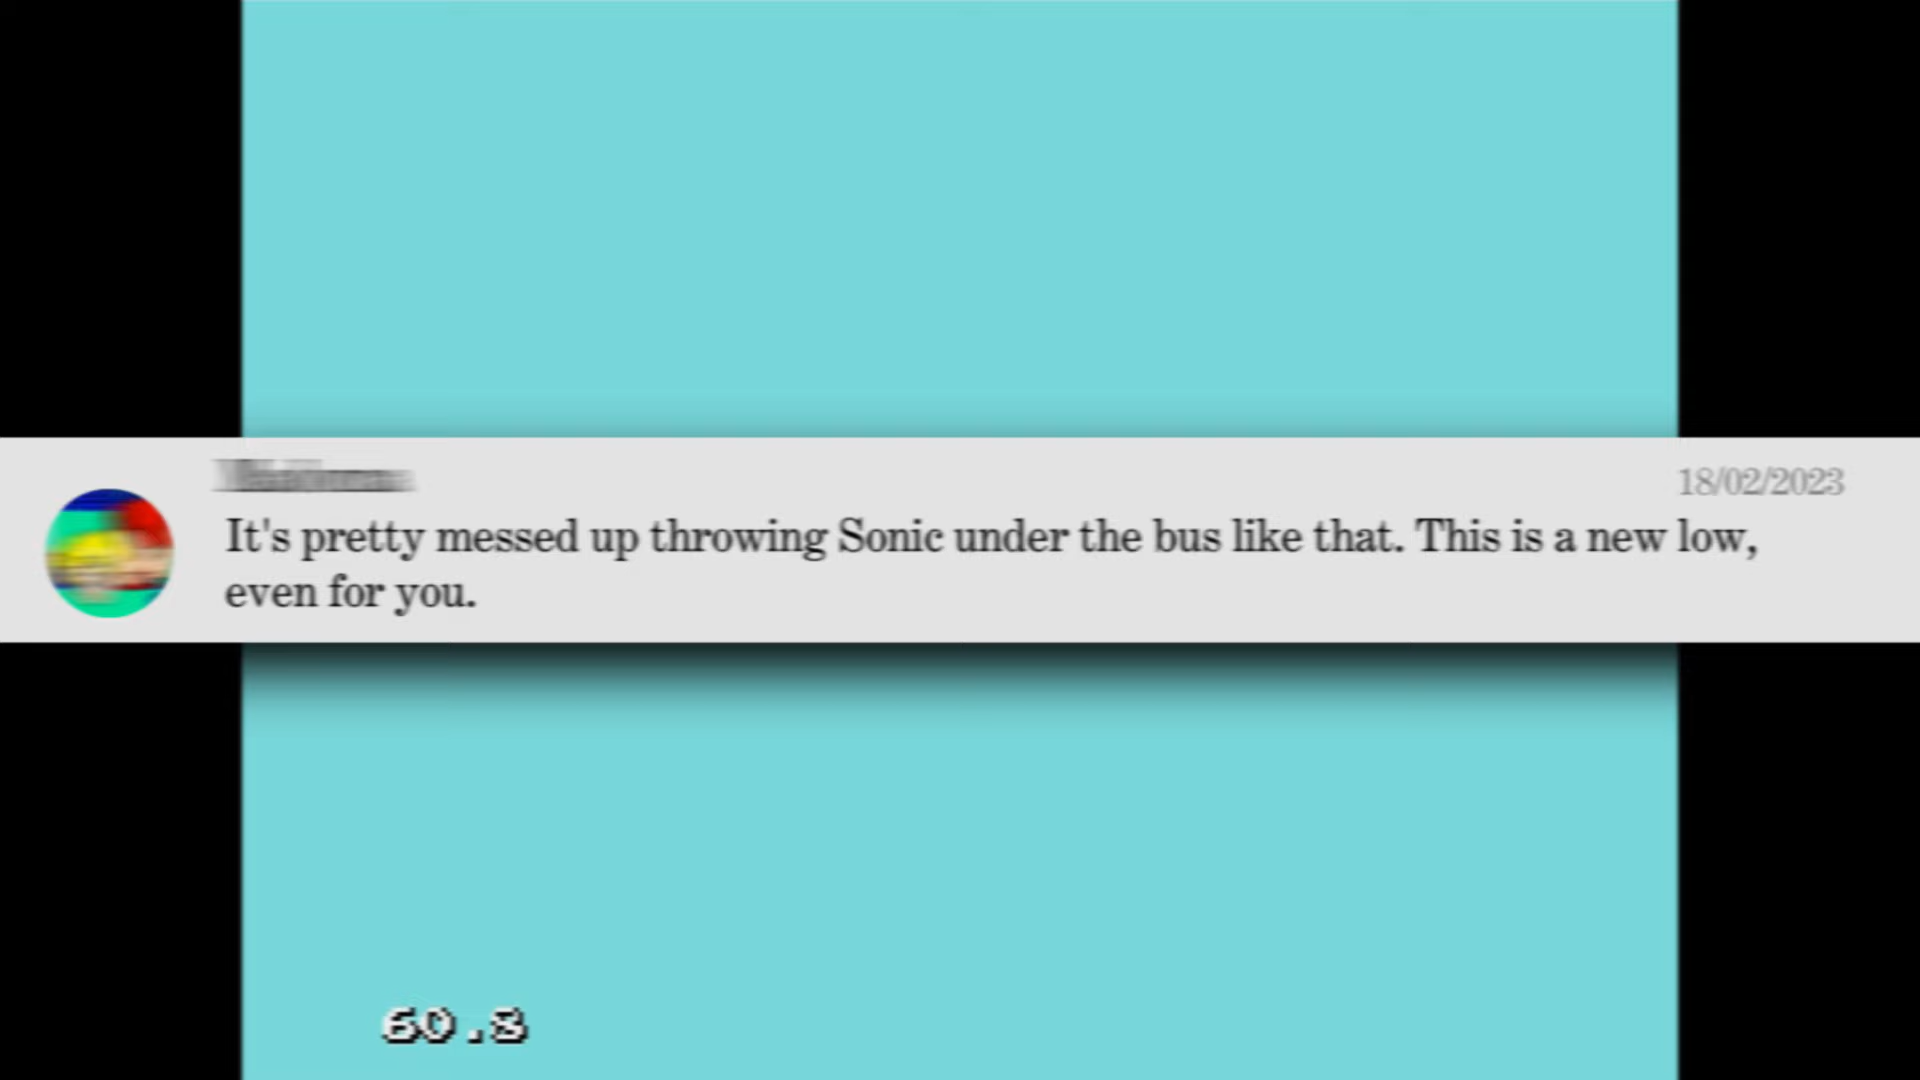 18/02/2023
It's pretty messed up throwing Sonic under the bus like that. This is a new low,
even for you.
60.8